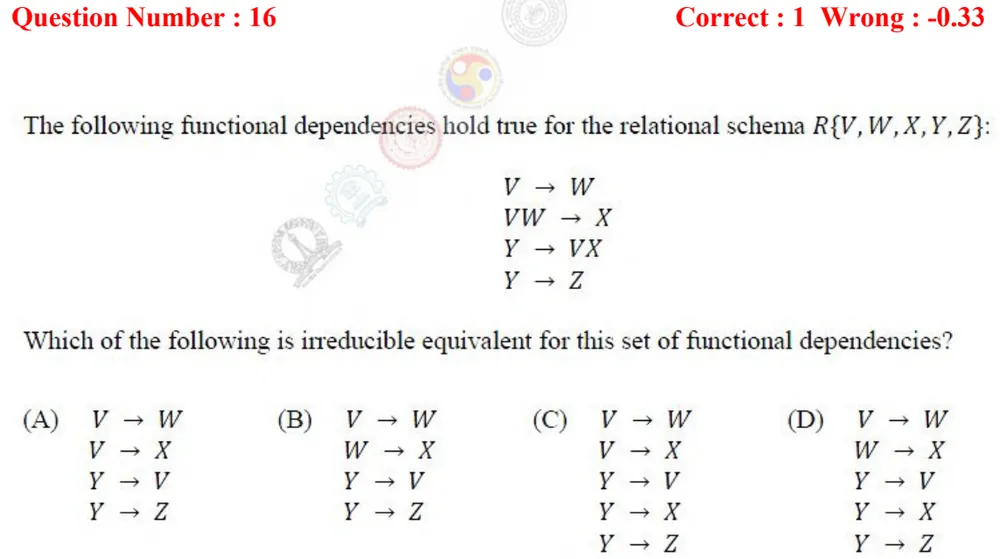 Question Number : 16 Correct : 1 Wrong : -0.33
The following functional dependencies hold true for the relational schema R{V, W, X, Y, Z}:
V → W
VW → X
Y → VX
Y → Z
Which of the following is irreducible equivalent for this set of functional dependencies?
(A) V → W (B) V → W (C) V → W (D) V → W
V → X W → X V → X W → X
Y → V Y → V Y → V Y → V
Y → Z Y → Z Y → X Y → X
Y → Z Y → Z